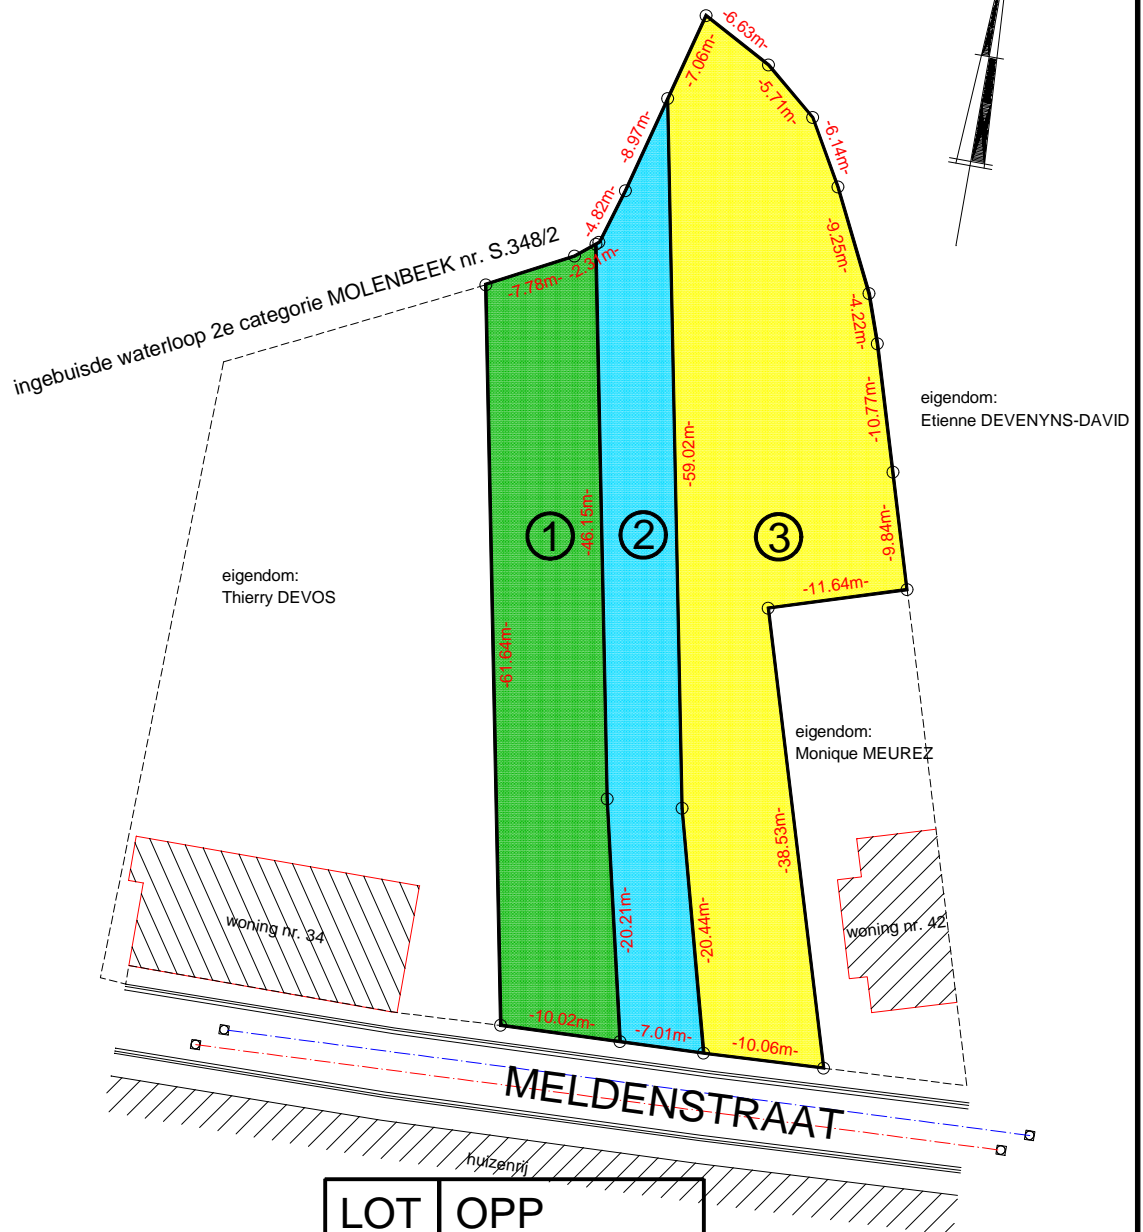 -6.63m-
-7.06m-
-5.71m-
-8.97m-
-6.14m-
-4.82m-
-9.25m-
ingebuisde waterloop 2e categorie MOLENBEEK nr. S.348/2
-2.31m-
-7.78m-
-4.22m-
-10.77m-
eigendom:
Etienne DEVENYNS-DAVID
-59.02m-
-46.15m-
1
2
3
-9.84m-
eigendom:
Thierry DEVOS
-11.64m-
-61.64m-
eigendom:
Monique MEUREZ
-38.53m-
woning nr. 34
-20.21m-
-20.44m-
woning nr. 42
-10.02m-
-7.01m-
-10.06m-
MELDENSTRAAT
huizenrij
LOT OPP